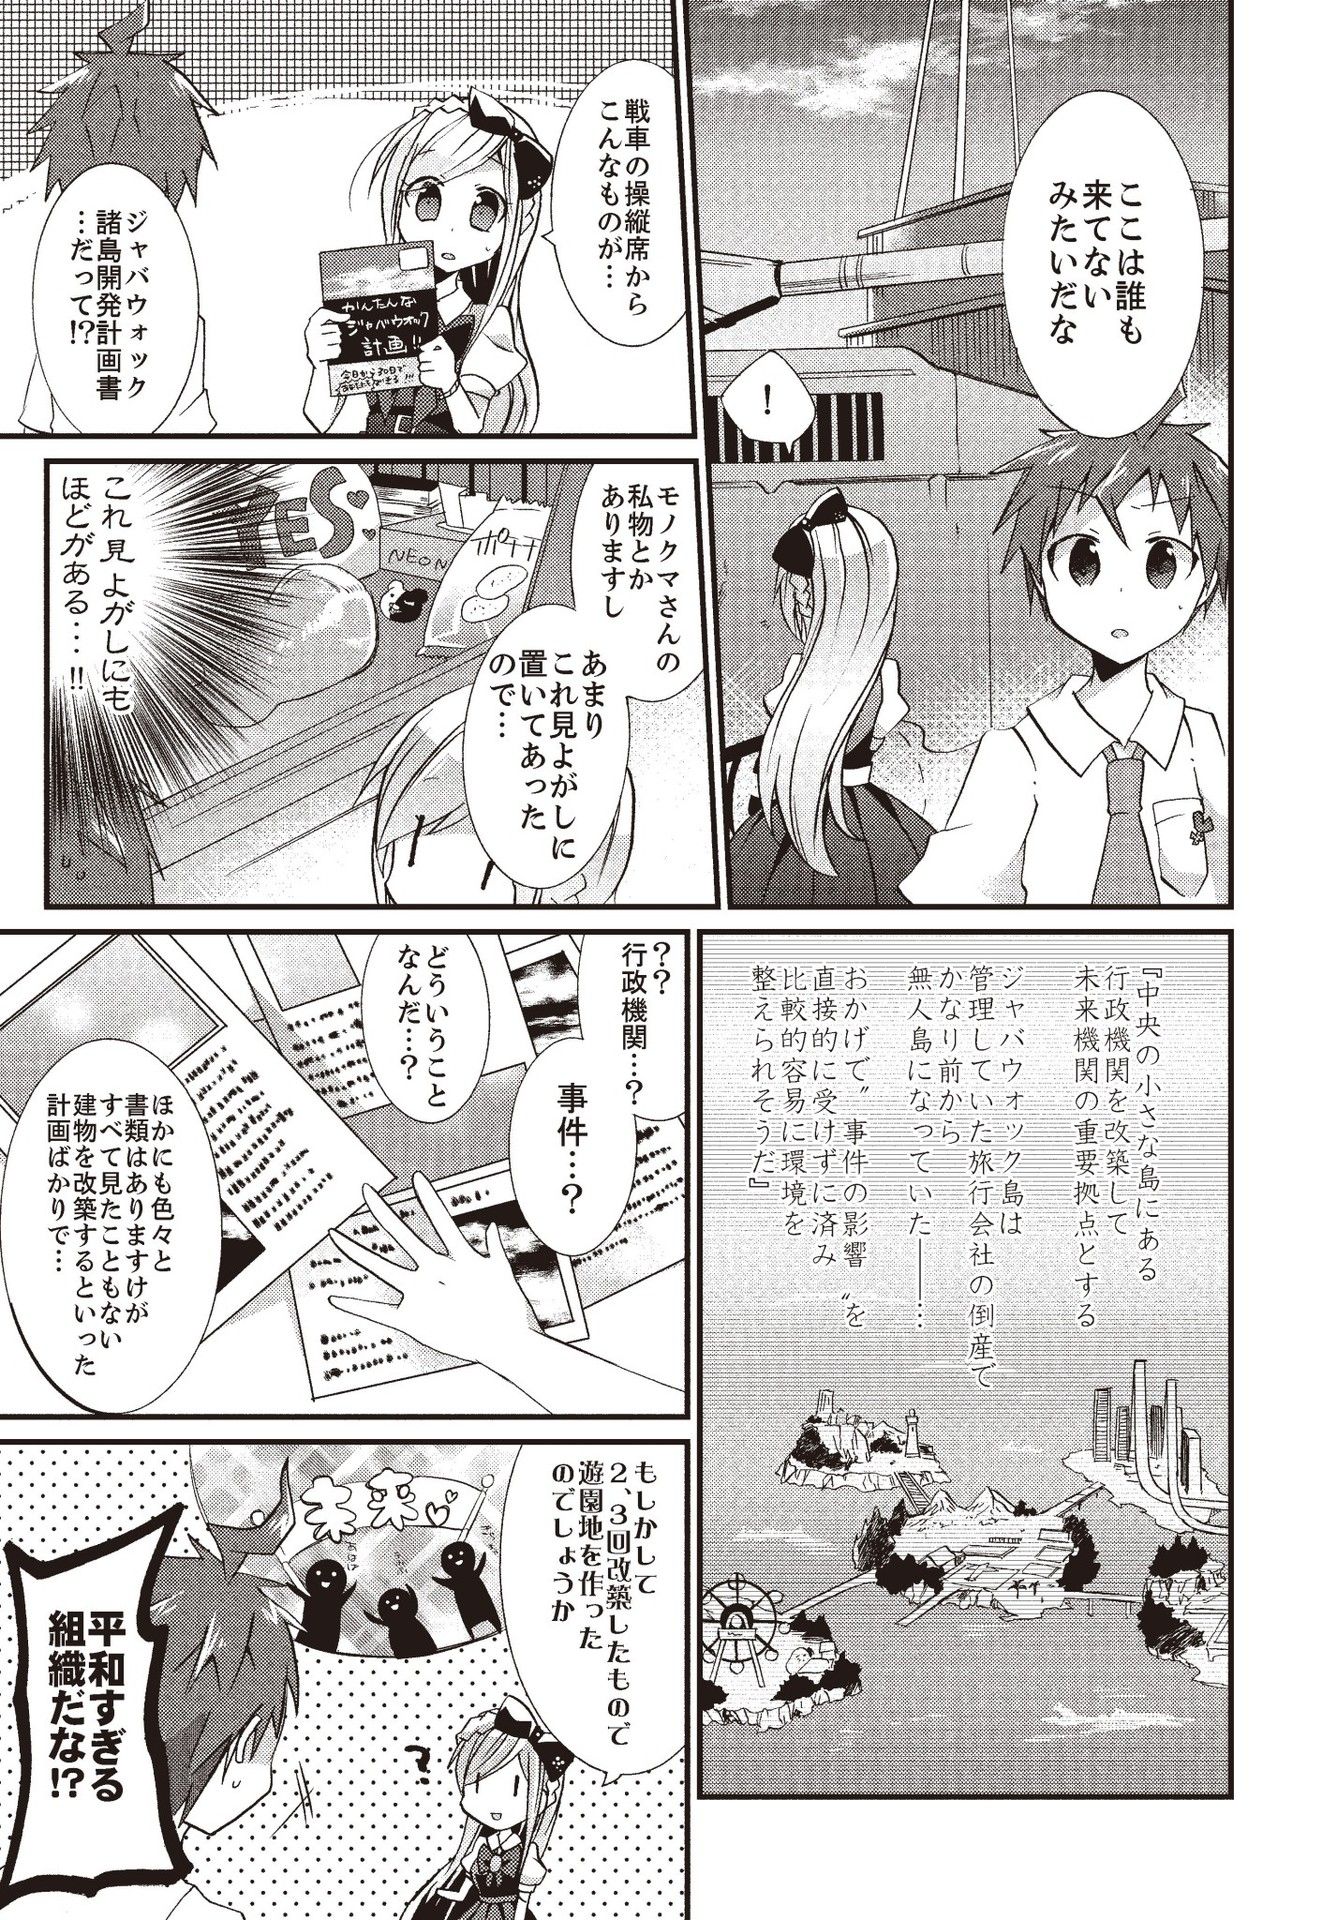 ここは誰も
来てない
みたいだな
！
戦車の操縦席から
こんなものが…
かんたんな
ジャバウォック
計画!!
ジャバウォック
諸島開発計画書
…だって!?
モノクマさんの
私物とか
ありますし
あまり
これ見よがしに
置いてあった
ので…
YES
NEON
ポテチ
これ見よがしにも
ほどがある…!!
『中央の小さな島にある
行政機関を改築して
未来機関の重要拠点とする
ジャバウォック島は
管理していた旅行会社の倒産で
かなり前から
無人島になっていた――…
おかげで〝事件の影響〟を
直接的に受けずに済み
比較的容易に環境を
整えられそうだ』
？？
行政機関…？
事件…？
どういうこと
なんだ…？
ほかにも色々と
書類はありますけが
すべて見たこともない
建物を改築するといった
計画ばかりで…
もしかして
2、3回改築したもので
遊園地を作った
のでしょうか
未来
？
平和すぎる
組織だな!?